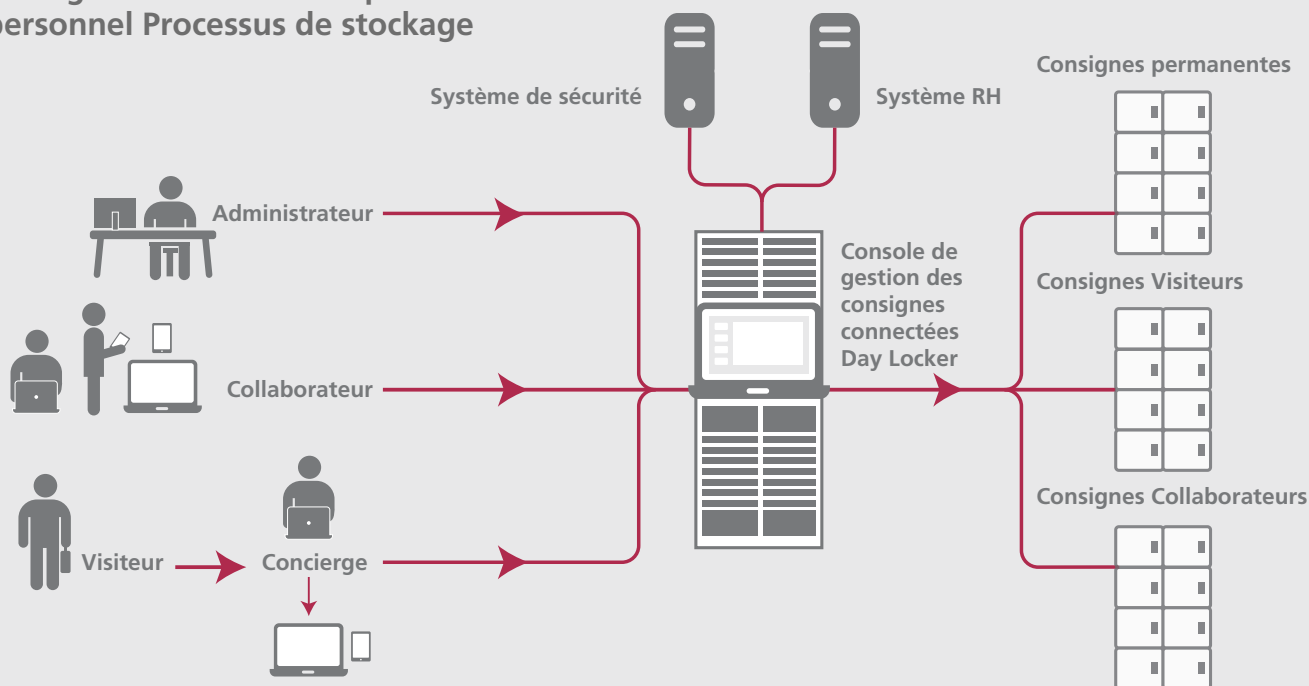 personnel Processus de stockage
Système de sécurité
Système RH
Consignes permanentes
Administrateur
Console de
gestion des
consignes
connectées
Day Locker
Consignes Visiteurs
Collaborateur
Consignes Collaborateurs
Visiteur
Concierge